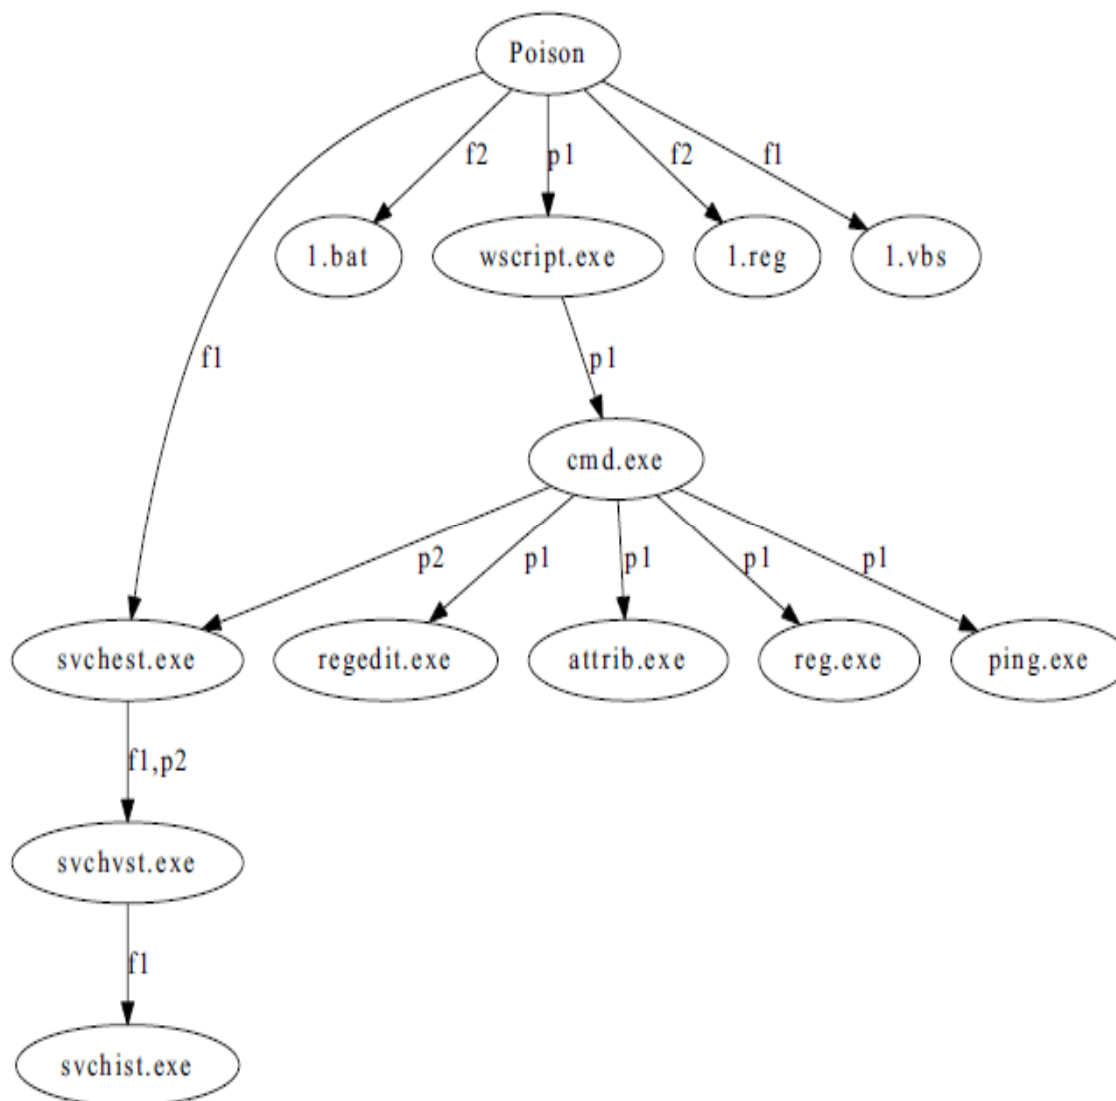 Poison
f2
p1
f2
f1
1.bat
wscript.exe
1.reg
1.vbs
f1
p1
cmd.exe
p2
p1
p1
p1
p1
svchest.exe
regedit.exe
attrib.exe
reg.exe
ping.exe
f1,p2
svchvst.exe
f1
svchist.exe